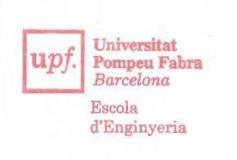 upf.
Universitat
Pompeu Fabra
Barcelona
Escola
d'Enginyeria